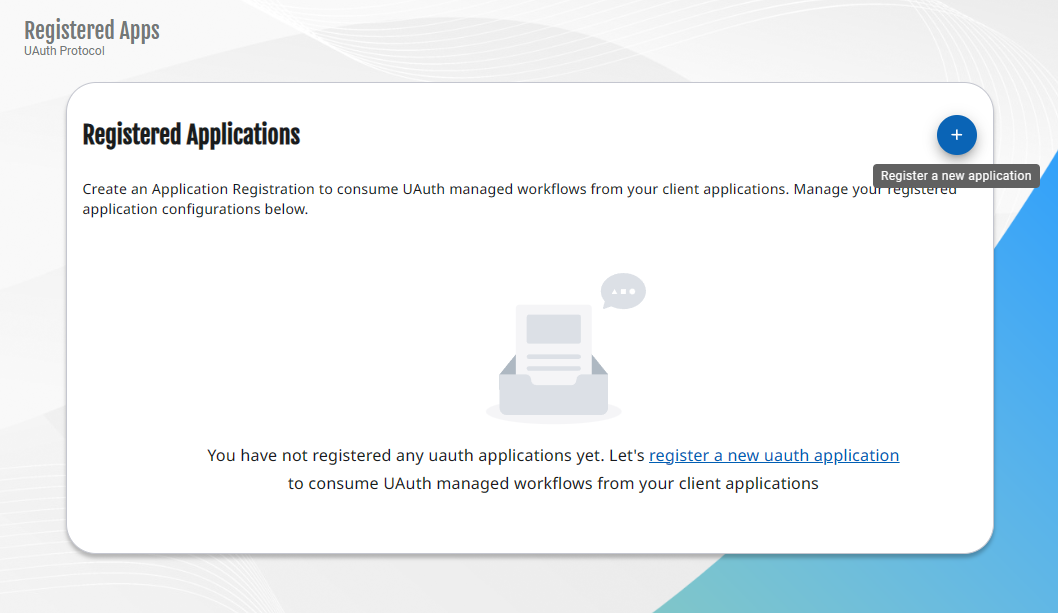 Registered Apps
UAuth Protocol
Registered Applications
+
Register a new application
Create an Application Registration to consume UAuth managed workflows from your client applications. Manage your registered
application configurations below.
You have not registered any uauth applications yet. Let's register a new uauth application
to consume UAuth managed workflows from your client applications